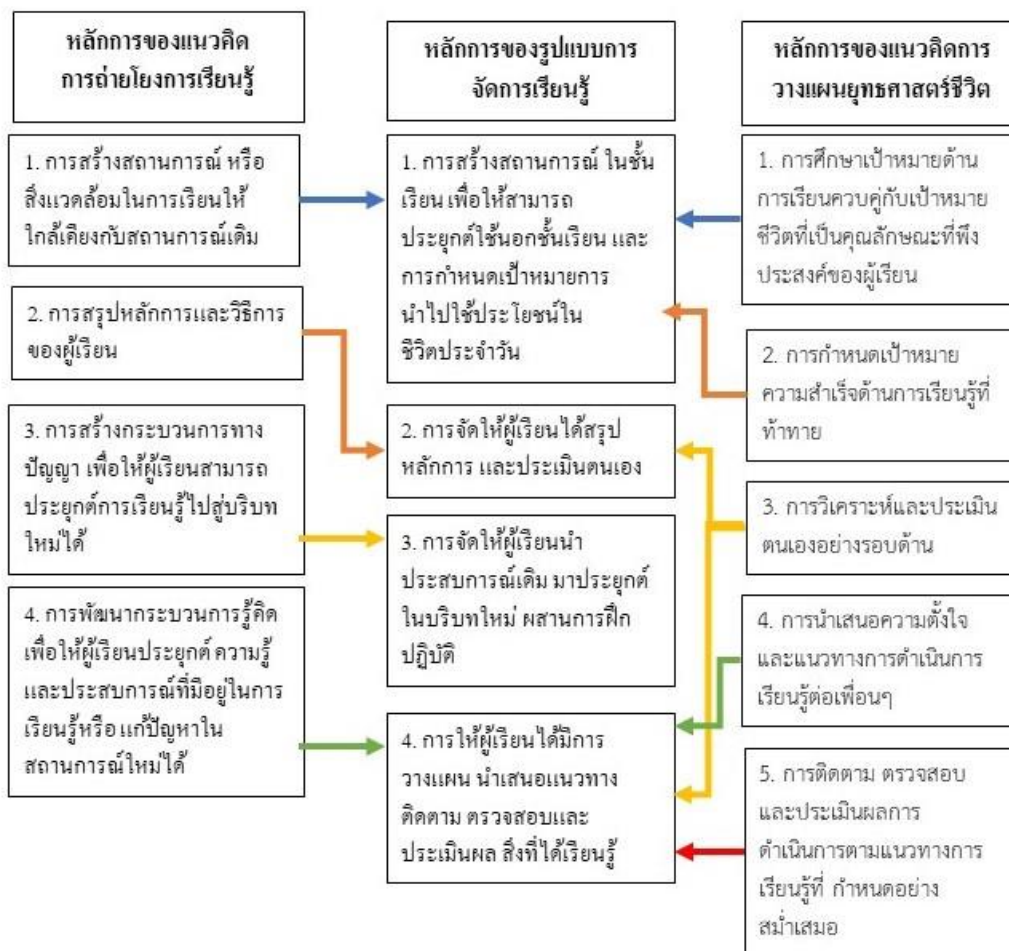 หลักการของแนวคิด
การถ่ายโยงการเรียนรู้
1. การสร้างสถานการณ์ หรือ
สิ่งแวดล้อมในการเรียนให้
ใกล้เคียงกับสถานการณ์เดิม
2. การสรุปหลักการและวิธีการ
ของผู้เรียน
3. การสร้างกระบวนการทาง
ปัญญา เพื่อให้ผู้เรียนสามารถ
ประยุกต์การเรียนรู้ไปสู่บริบท
ใหม่ได้
4. การพัฒนากระบวนการรู้คิด
เพื่อให้ผู้เรียนประยุกต์ ความรู้
และประสบการณ์ที่มีอยู่ในการ
เรียนรู้หรือ แก้ปัญหาใน
สถานการณ์ใหม่ได้
หลักการของรูปแบบการ
จัดการเรียนรู้
1. การสร้างสถานการณ์ ในชั้น
เรียน เพื่อให้สามารถ
ประยุกต์ใช้นอกชั้นเรียน และ
การกำหนดเป้าหมายการ
นำไปใช้ประโยชน์ใน
ชีวิตประจำวัน
2. การจัดให้ผู้เรียนได้สรุป
หลักการ และประเมินตนเอง
3. การจัดให้ผู้เรียนนำ
ประสบการณ์เดิม มาประยุกต์
ในบริบทใหม่ ผสานการฝึก
ปฏิบัติ
4. การให้ผู้เรียนได้มีการ
วางแผน นำเสนอแนวทาง
ติดตาม ตรวจสอบและ
ประเมินผล สิ่งที่ได้เรียนรู้
หลักการของแนวคิดการ
วางแผนยุทธศาสตร์ชีวิต
1. การศึกษาเป้าหมายด้าน
การเรียนควบคู่กับเป้าหมาย
ชีวิตที่เป็นคุณลักษณะที่พึง
ประสงค์ของผู้เรียน
2. การกำหนดเป้าหมาย
ความสำเร็จด้านการเรียนรู้ที่
ท้าทาย
3. การวิเคราะห์และประเมิน
ตนเองอย่างรอบด้าน
4. การนำเสนอความตั้งใจ
และแนวทางการดำเนินการ
เรียนรู้ต่อเพื่อนๆ
5. การติดตาม ตรวจสอบ
และประเมินผลการ
ดำเนินการตามแนวทางการ
เรียนรู้ที่ กำหนดอย่าง
สม่ำเสมอ